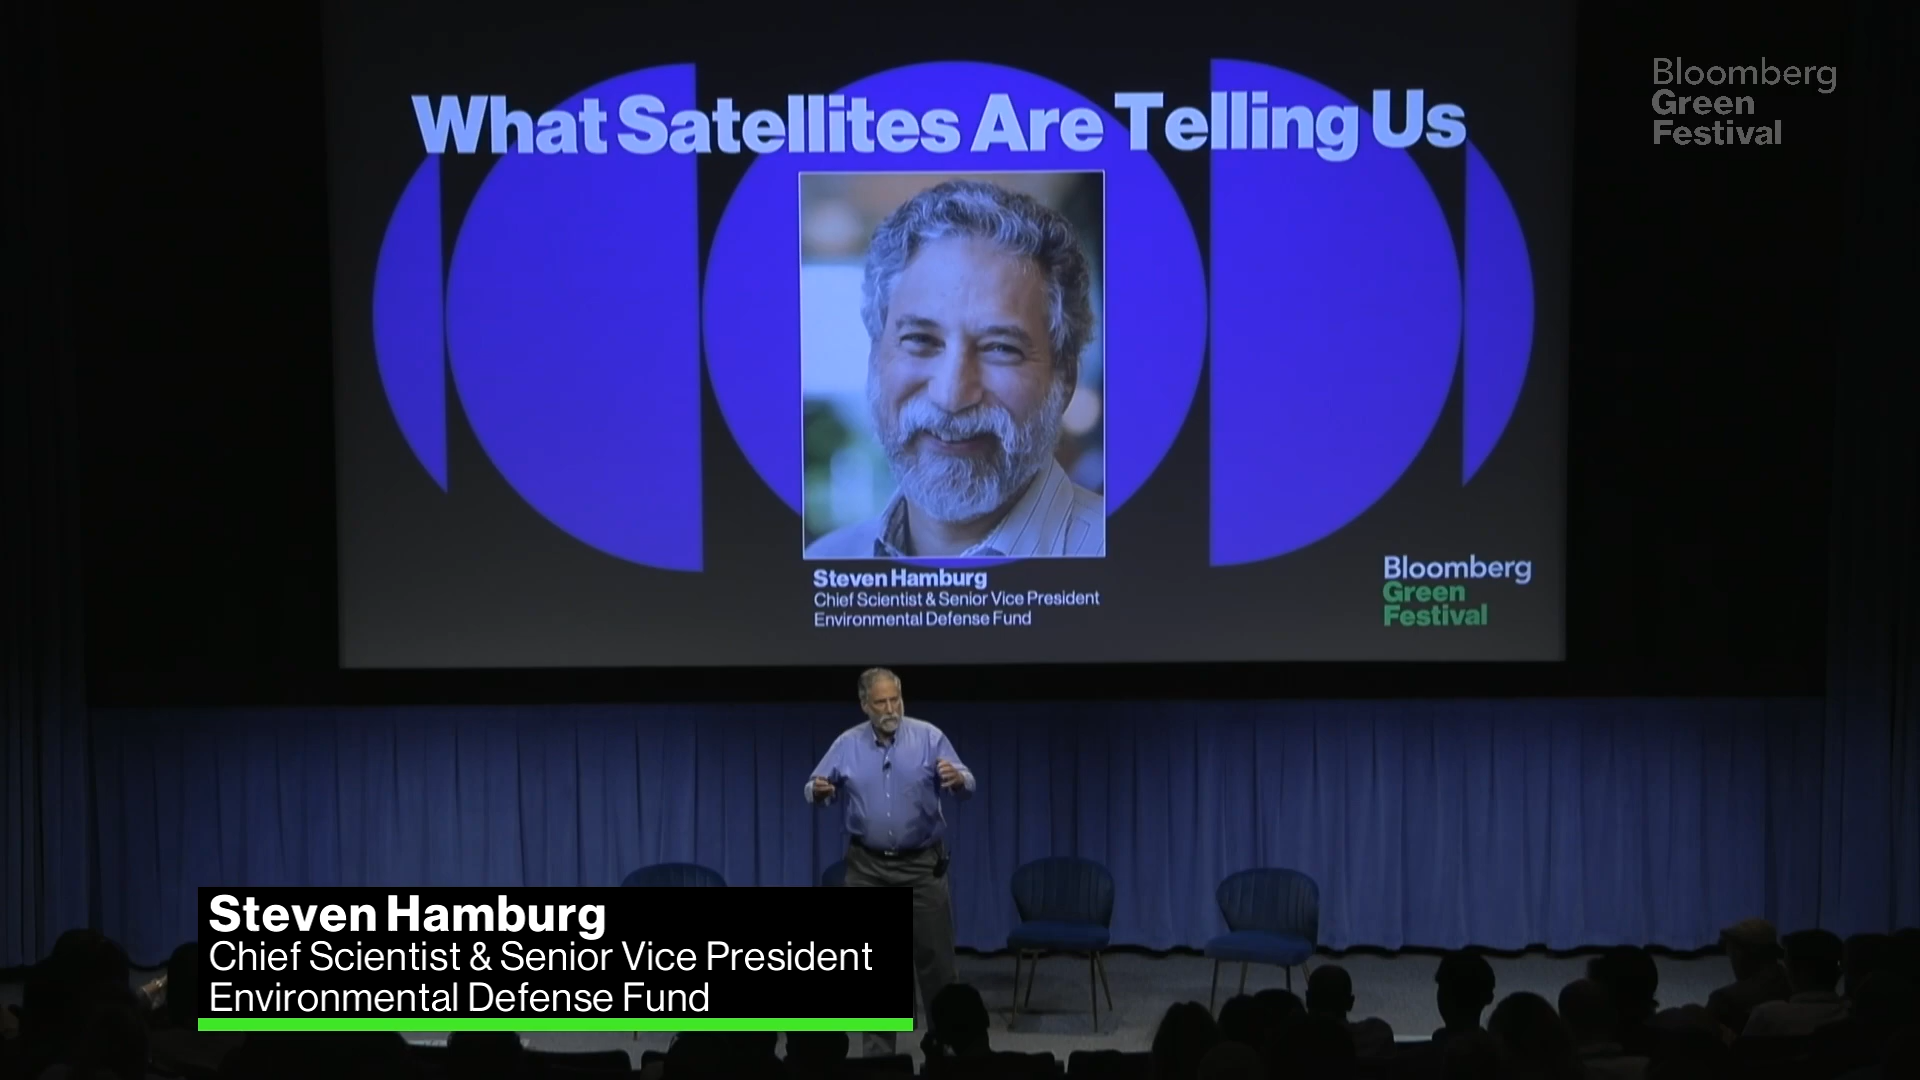 What Satellites Are Telling Us
Bloomberg
Green
Festival
Steven Hamburg
Chief Scientist & Senior Vice President
Environmental Defense Fund
Bloomberg
Green
Festival
Steven Hamburg
Chief Scientist & Senior Vice President
Environmental Defense Fund